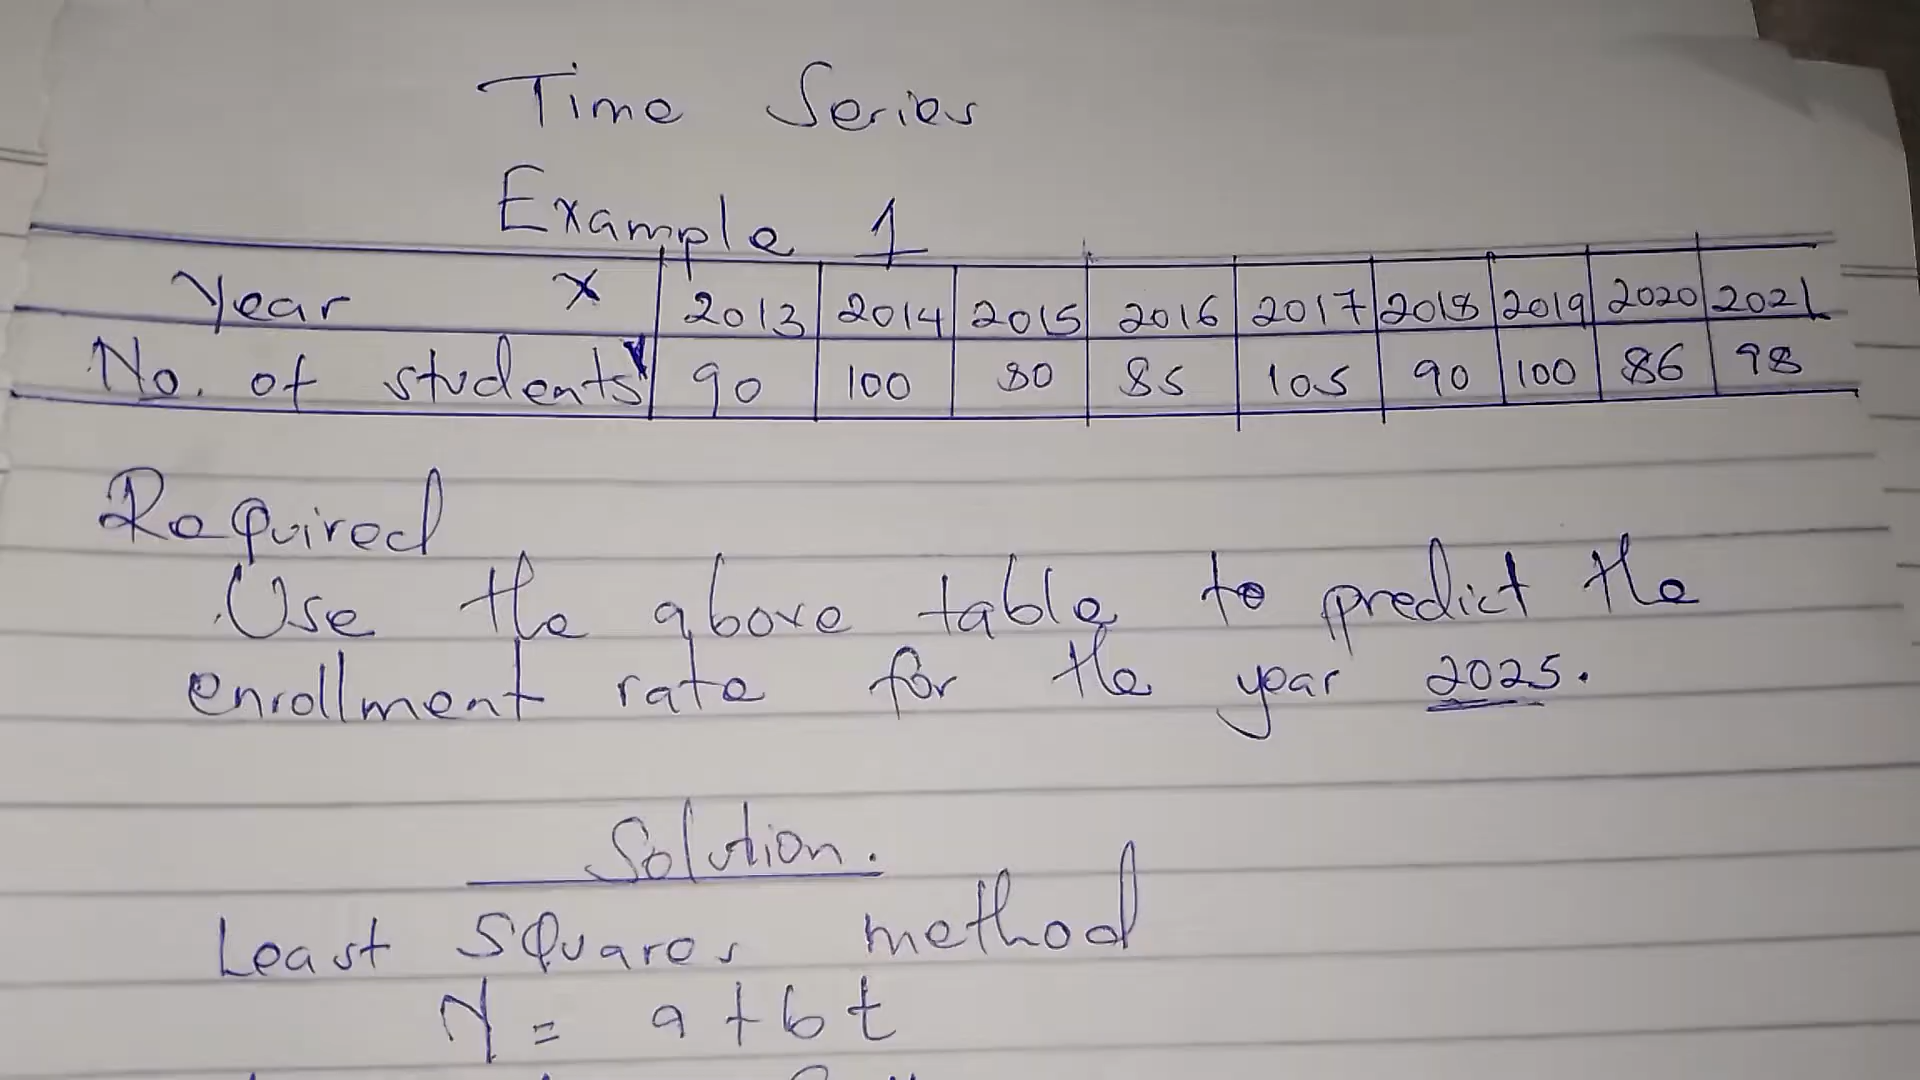 Time Series
Example 1
Year X 2013 2014 2015 2016 2017 2018 2019 2020 2021
No. of students Y 90 100 80 85 105 90 100 86 98
Required
Use the above table to predict the
enrollment rate for the year 2025.
Solution.
Least squares method
Y = a + b t